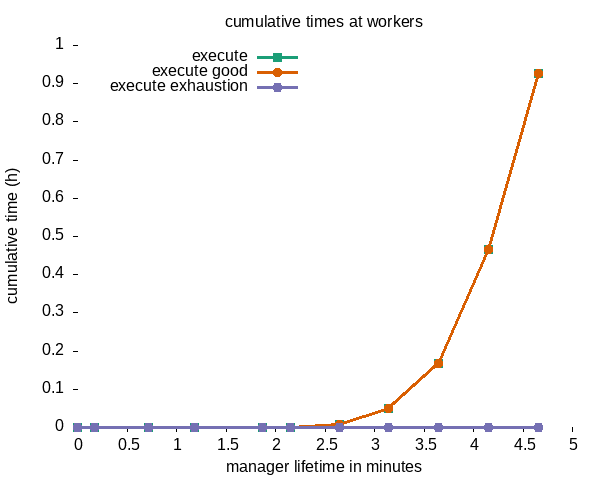 cumulative times at workers
execute
execute good
execute exhaustion
cumulative time (h)
1
0.9
0.8
0.7
0.6
0.5
0.4
0.3
0.2
0.1
0
0 0.5 1 1.5 2 2.5 3 3.5 4 4.5 5
manager lifetime in minutes